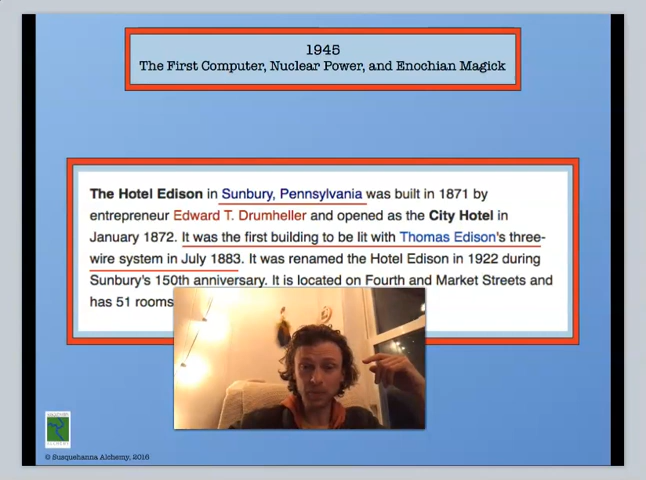 1945
The First Computer, Nuclear Power, and Enochian Magick
The Hotel Edison in Sunbury, Pennsylvania was built in 1871 by
entrepreneur Edward T. Drumheller and opened as the City Hotel in
January 1872. It was the first building to be lit with Thomas Edison's three-
wire system in July 1883. It was renamed the Hotel Edison in 1922 during
Sunbury's 150th anniversary. It is located on Fourth and Market Streets and
has 51 rooms
© Susquehanna Alchemy, 2016